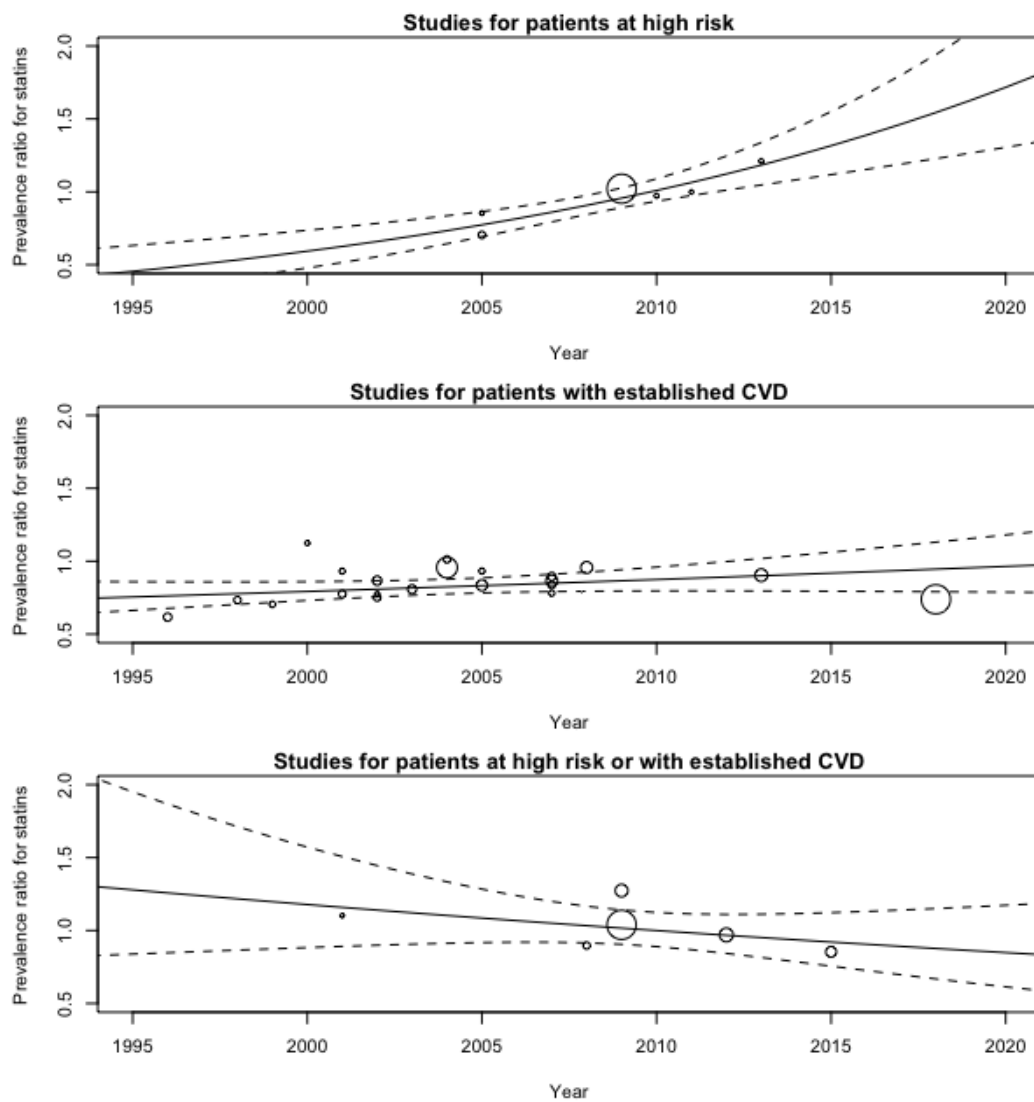 Studies for patients at high risk
Prevalence ratio for statins
2.0
1.5
1.0
0.5
1995 2000 2005 2010 2015 2020
Year
Studies for patients with established CVD
Prevalence ratio for statins
2.0
1.5
1.0
0.5
1995 2000 2005 2010 2015 2020
Year
Studies for patients at high risk or with established CVD
Prevalence ratio for statins
2.0
1.5
1.0
0.5
1995 2000 2005 2010 2015 2020
Year